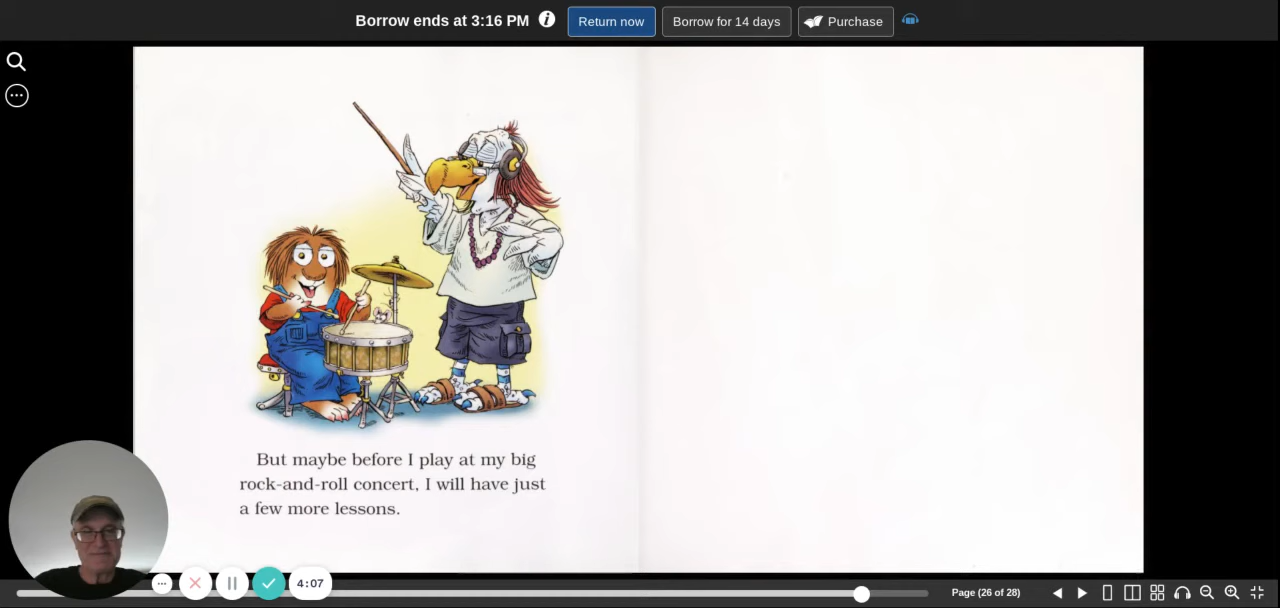 Borrow ends at 3:16 PM
Return now
Borrow for 14 days
Purchase
But maybe before I play at my big
rock-and-roll concert, I will have just
a few more lessons.
4:07
Page (26 of 28)